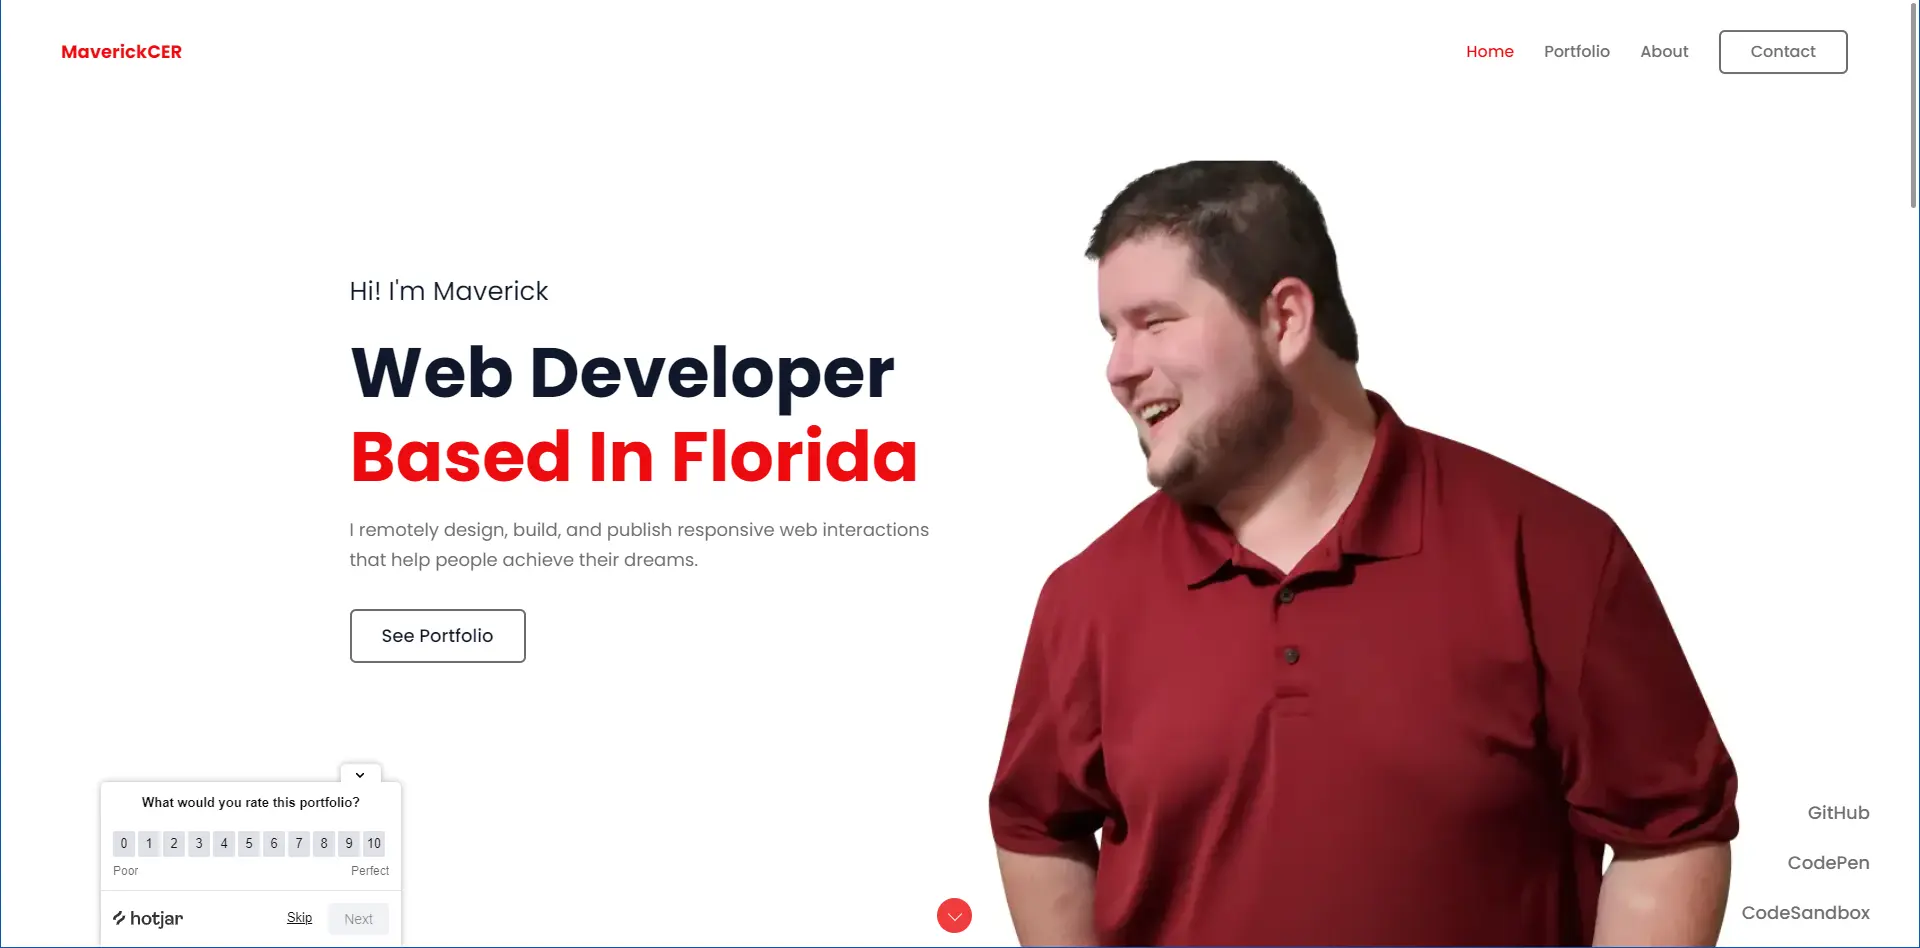 MaverickCER
Home
Portfolio
About
Contact
Hi! I'm Maverick
Web Developer
Based In Florida
I remotely design, build, and publish responsive web interactions
that help people achieve their dreams.
See Portfolio
What would you rate this portfolio?
0 1 2 3 4 5 6 7 8 9 10
Poor
Perfect
hotjar
Skip
Next
GitHub
CodePen
CodeSandbox